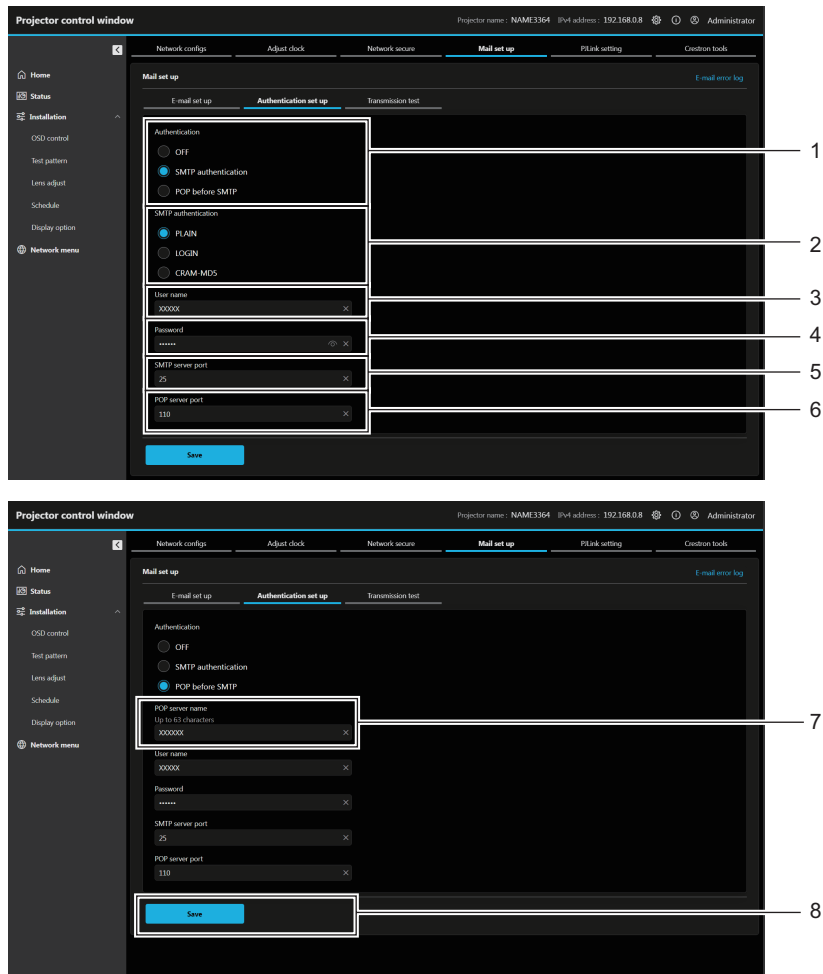 Projector control window
Projector name : NAME3364 IPv4 address : 192.168.0.8 Administrator
Network configs Adjust clock Network secure Mail set up PJLink setting Crestron tools
Home
Status
Installation
OSD control
Test pattern
Lens adjust
Schedule
Display option
Network menu
Mail set up
E-mail error log
E-mail set up Authentication set up Transmission test
Authentication
OFF
SMTP authentication
POP before SMTP
1
SMTP authentication
PLAIN
LOGIN
CRAM-MD5
2
User name
XXXXX
3
Password
••••••
4
SMTP server port
25
5
POP server port
110
6
Save
Projector control window
Projector name : NAME3364 IPv4 address : 192.168.0.8 Administrator
Network configs Adjust clock Network secure Mail set up PJLink setting Crestron tools
Home
Status
Installation
OSD control
Test pattern
Lens adjust
Schedule
Display option
Network menu
Mail set up
E-mail error log
E-mail set up Authentication set up Transmission test
Authentication
OFF
SMTP authentication
POP before SMTP
POP server name
Up to 63 characters
XXXXXX
7
User name
XXXXX
Password
••••••
SMTP server port
25
POP server port
110
Save
8